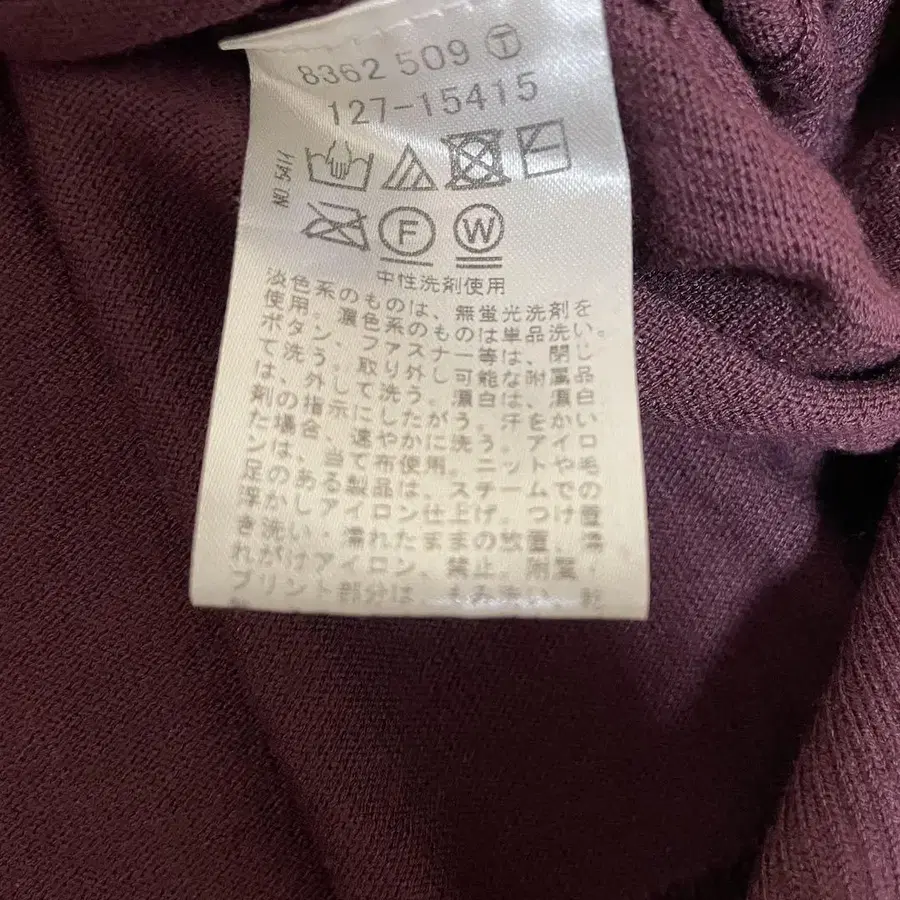 8362 509 Ⓣ
127-15415
NO. 5411
F W
中性洗剤使用
淡色系のものは、無蛍光洗剤を
使用。濃色系のものは単品洗い。
ボタン、ファスナー等は、閉じ
て洗う。取り外し可能な附属品
は、外して洗う。漂白は、漂白
剤の指示にしたがう。汗をかい
た場合、速やかに洗う。アイロ
ンは、当て布使用。ニットや毛
足のある製品は、スチームでの
浮かしアイロン仕上げ。つけ置
き洗い・濡れたままの放置、濡
れがけアイロン、禁止。
プリント部分は、もみ洗い、